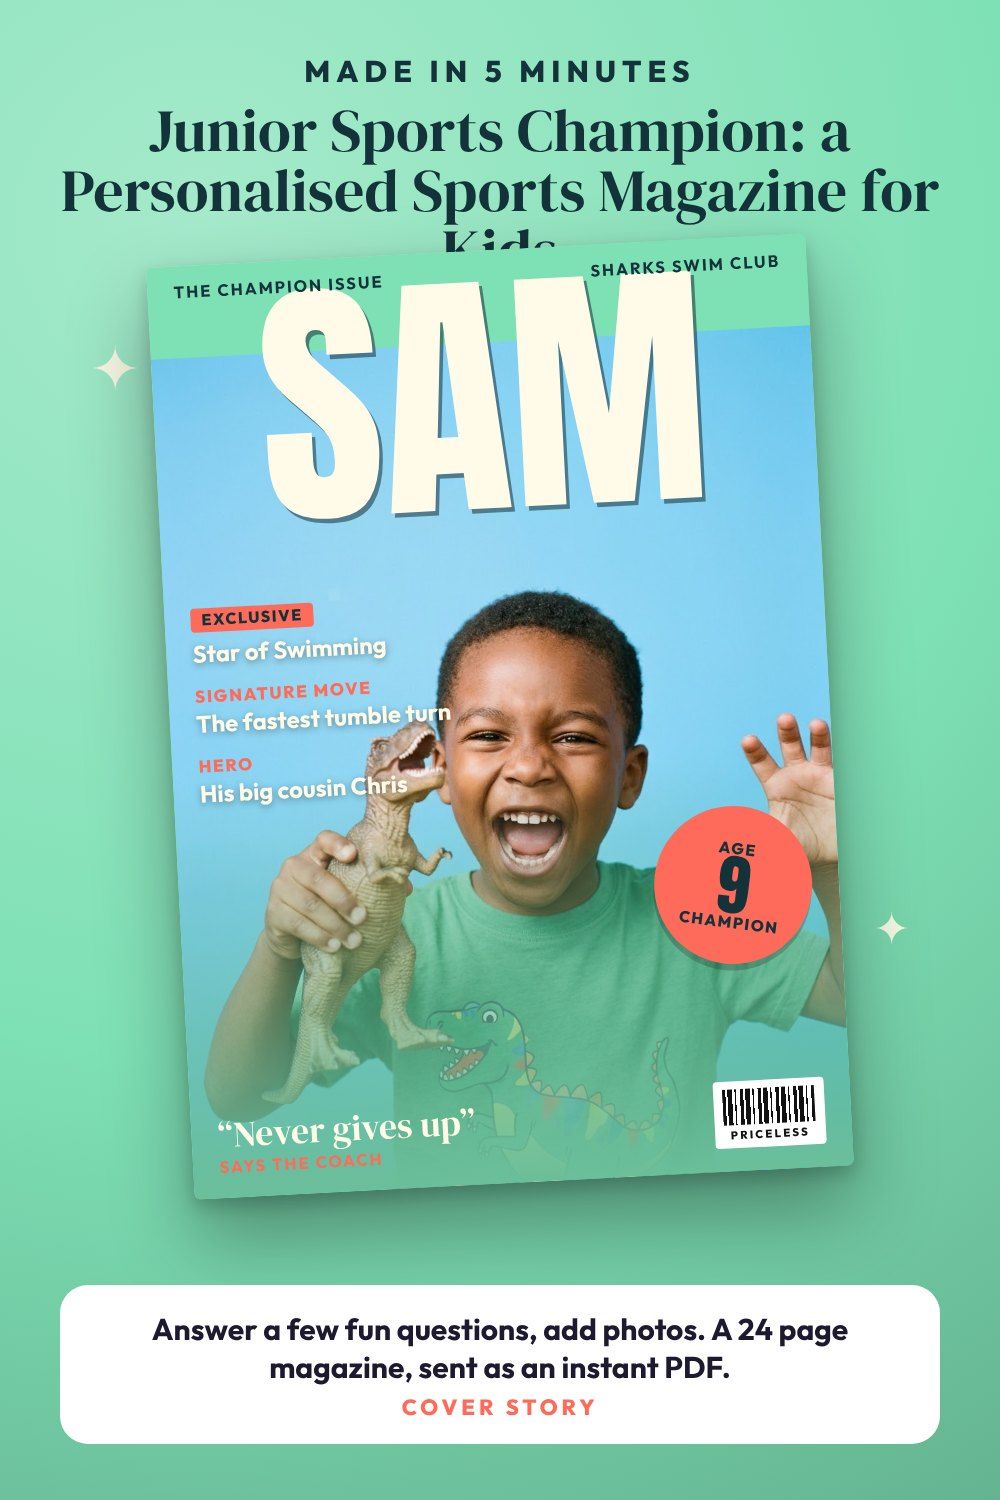 MADE IN 5 MINUTES
Junior Sports Champion: a
Personalised Sports Magazine for
Kids
THE CHAMPION ISSUE
SHARKS SWIM CLUB
SAM
EXCLUSIVE
Star of Swimming
SIGNATURE MOVE
The fastest tumble turn
HERO
His big cousin Chris
AGE
9
CHAMPION
“Never gives up”
SAYS THE COACH
PRICELESS
Answer a few fun questions, add photos. A 24 page
magazine, sent as an instant PDF.
COVER STORY